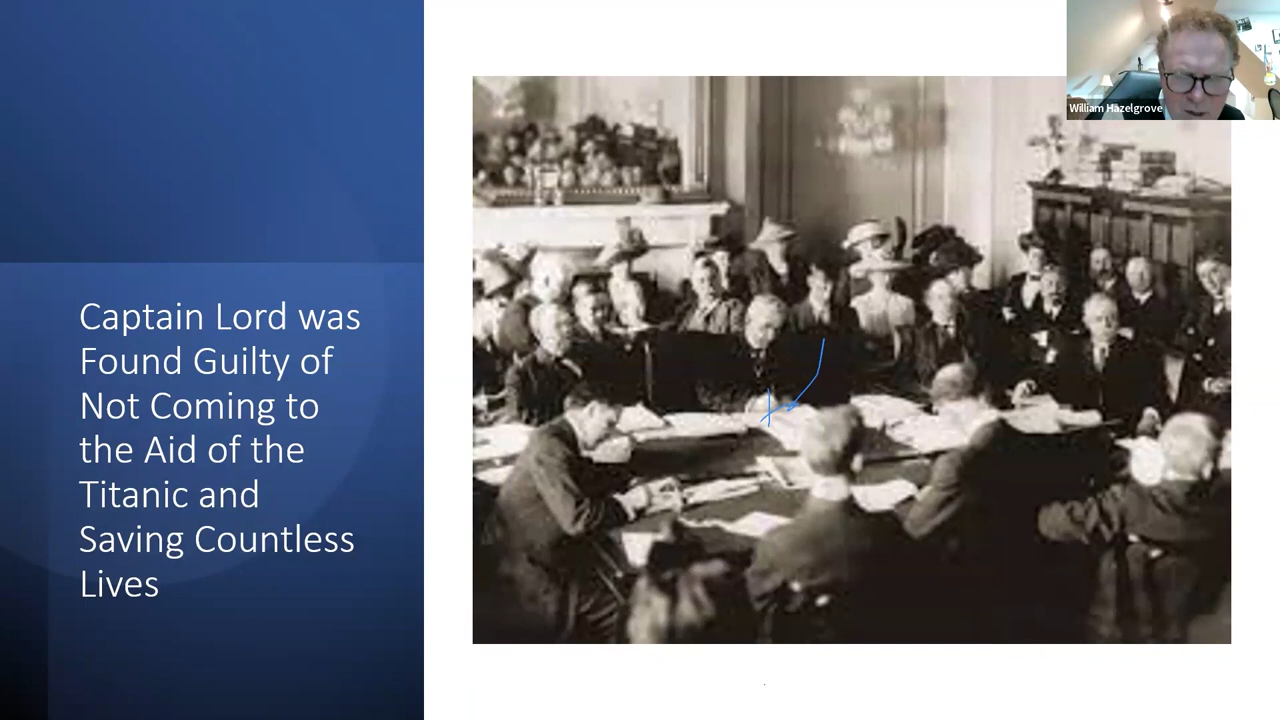 William Hazelgrove
Captain Lord was
Found Guilty of
Not Coming to
the Aid of the
Titanic and
Saving Countless
Lives